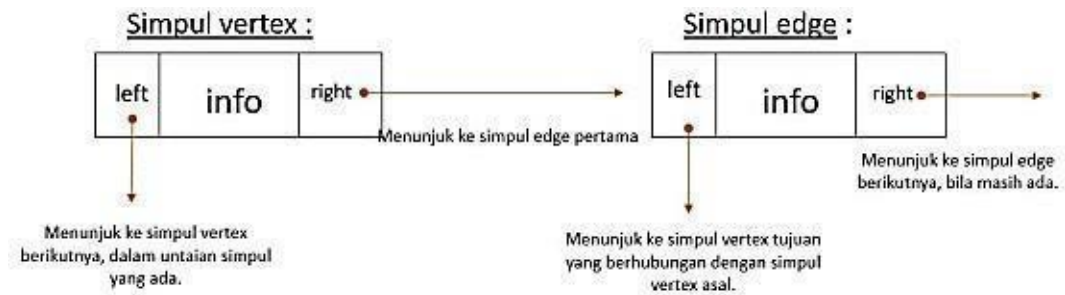 Simpul vertex :
Simpul edge :
left
info
right
left
info
right
Menunjuk ke simpul edge pertama
Menunjuk ke simpul edge
berikutnya, bila masih ada.
Menunjuk ke simpul vertex
berikutnya, dalam untaian simpul
yang ada.
Menunjuk ke simpul vertex tujuan
yang berhubungan dengan simpul
vertex asal.